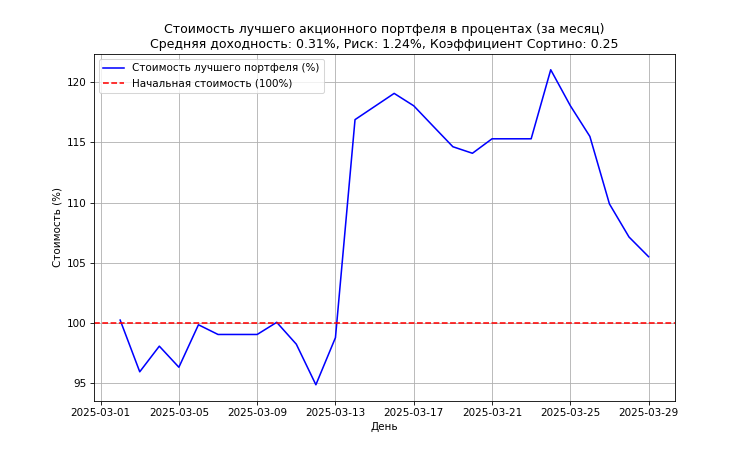 Стоимость лучшего акционного портфеля в процентах (за месяц)
Средняя доходность: 0.31%, Риск: 1.24%, Коэффициент Сортино: 0.25
Стоимость лучшего портфеля (%)
Начальная стоимость (100%)
Стоимость (%)
120
115
110
105
100
95
2025-03-01 2025-03-05 2025-03-09 2025-03-13 2025-03-17 2025-03-21 2025-03-25 2025-03-29
День